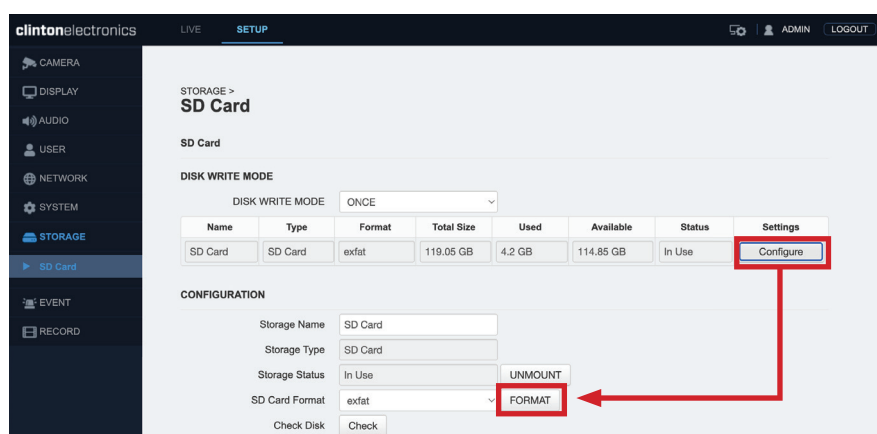 clintonelectronics LIVE SETUP ADMIN LOGOUT
CAMERA
DISPLAY
AUDIO
USER
NETWORK
SYSTEM
STORAGE
SD Card
EVENT
RECORD
STORAGE >
SD Card
SD Card
DISK WRITE MODE
DISK WRITE MODE ONCE
Name Type Format Total Size Used Available Status Settings
SD Card SD Card exfat 119.05 GB 4.2 GB 114.85 GB In Use Configure
CONFIGURATION
Storage Name SD Card
Storage Type SD Card
Storage Status In Use UNMOUNT
SD Card Format exfat FORMAT
Check Disk Check